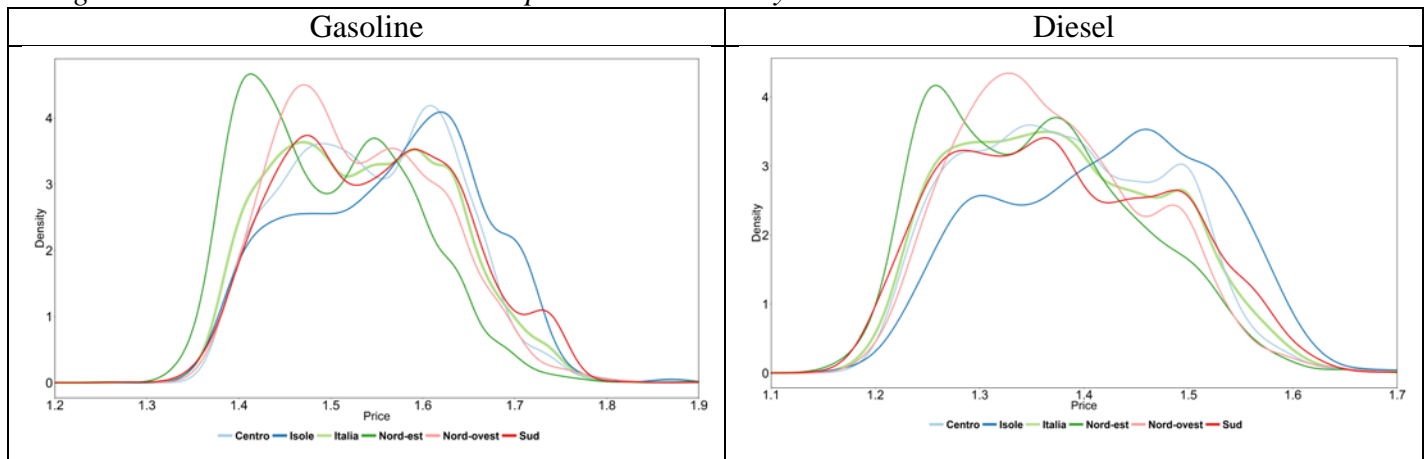 Gasoline
Diesel
4
3
2
1
0
Density
1.2 1.3 1.4 1.5 1.6 1.7 1.8 1.9
Price
Centro Isole Italia Nord-est Nord-ovest Sud
4
3
2
1
0
Density
1.1 1.2 1.3 1.4 1.5 1.6 1.7
Price
Centro Isole Italia Nord-est Nord-ovest Sud